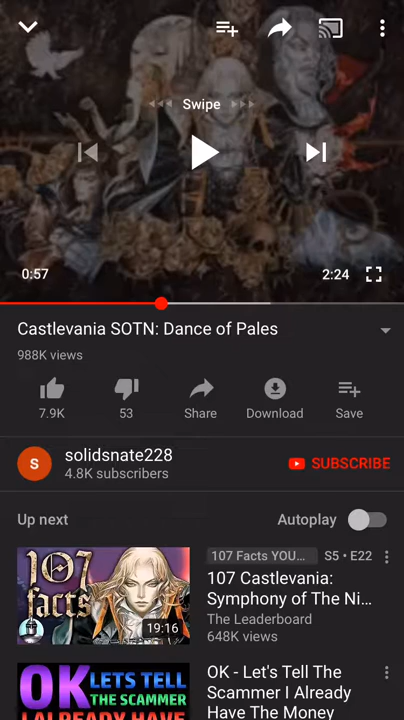 Swipe
0:57
2:24
Castlevania SOTN: Dance of Pales
988K views
7.9K
53
Share
Download
Save
S
solidsnate228
4.8K subscribers
SUBSCRIBE
Up next
Autoplay
107 facts
19:16
107 Facts YOU... S5 • E22
107 Castlevania:
Symphony of The Ni...
The Leaderboard
648K views
OK LETS TELL
THE SCAMMER
I ALREADY HAVE
OK - Let's Tell The
Scammer I Already
Have The Money